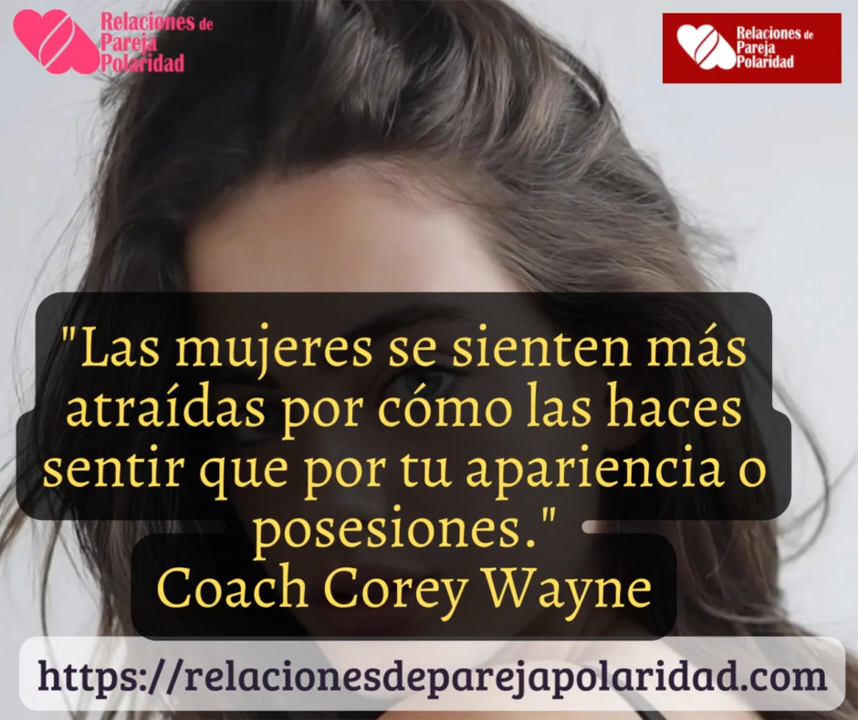 Relaciones de
Pareja
Polaridad
Relaciones de
Pareja
Polaridad
"Las mujeres se sienten más
atraídas por cómo las haces
sentir que por tu apariencia o
posesiones."
Coach Corey Wayne
https://relacionesdeparejapolaridad.com